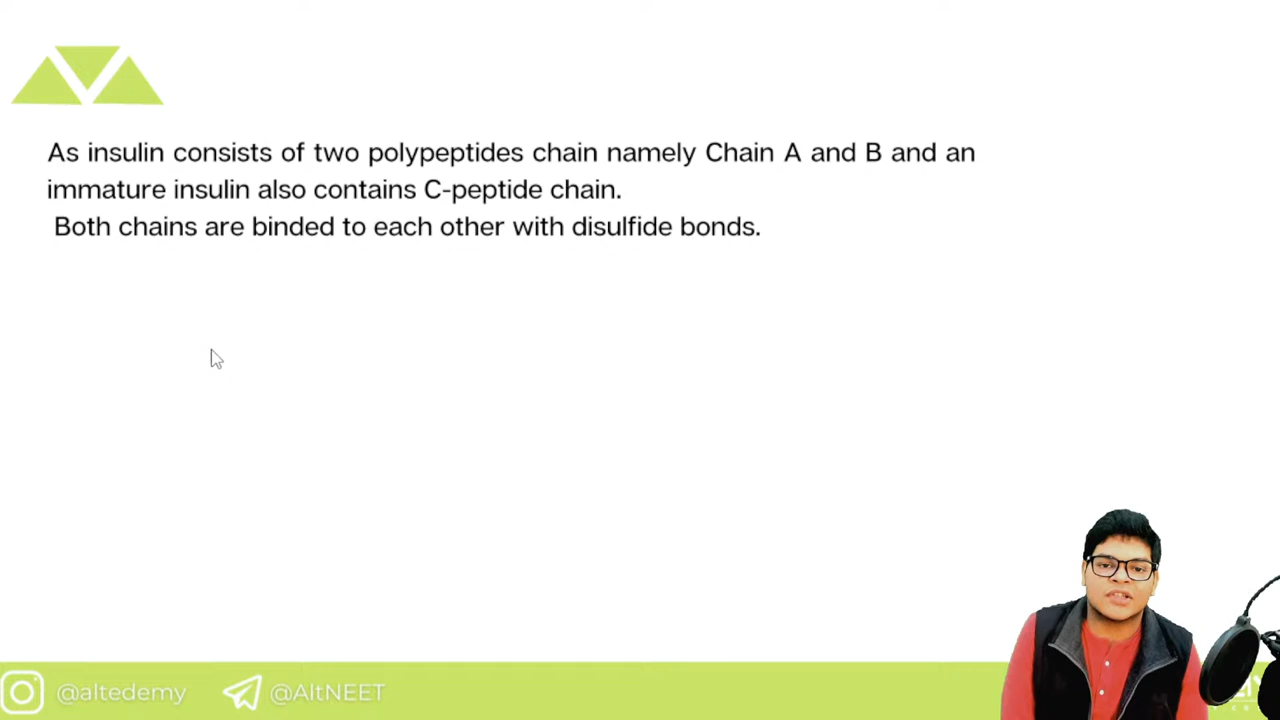 As insulin consists of two polypeptides chain namely Chain A and B and an
immature insulin also contains C-peptide chain.
Both chains are binded to each other with disulfide bonds.
@altedemy @AltNEET